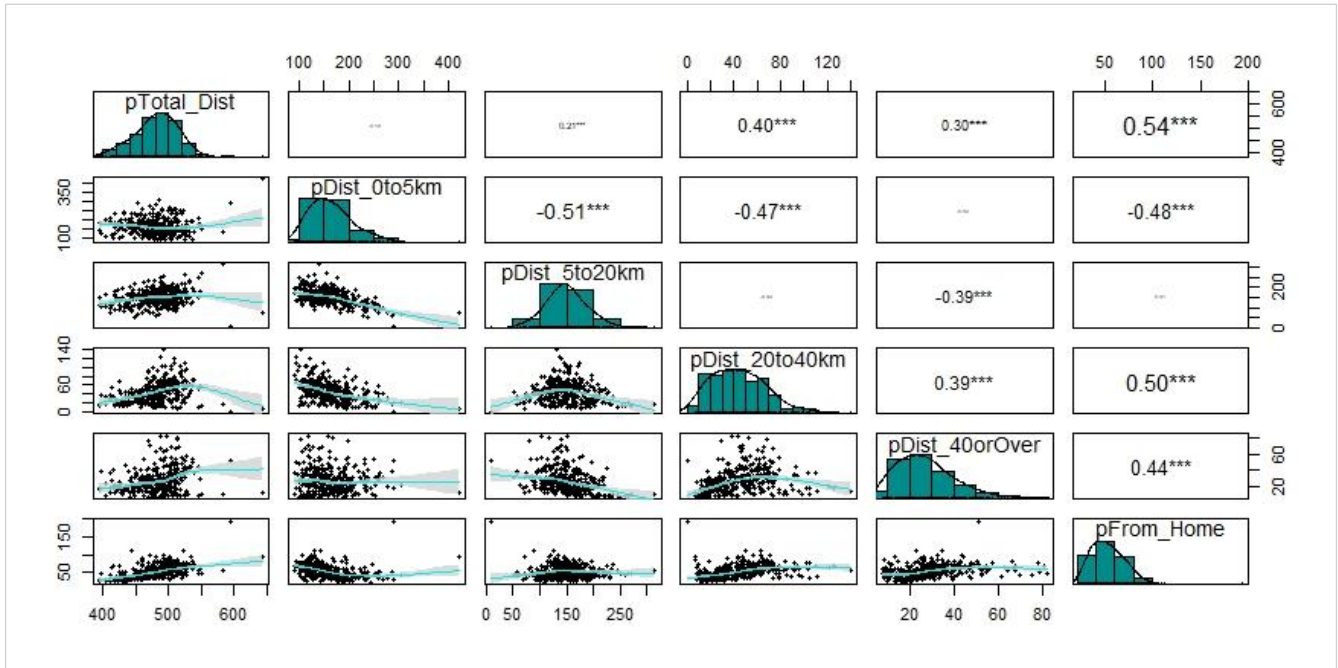 100 200 300 400 0 40 80 120 50 100 150 200
pTotal_Dist 0.21*** 0.40*** 0.30*** 0.54*** 400 600
100 350 pDist_0to5km -0.51*** -0.47*** -0.48***
pDist_5to20km -0.39*** 0 200
0 60 140 pDist_20to40km 0.39*** 0.50***
pDist_40orOver 0.44*** 20 60
50 150 pFrom_Home
400 500 600 0 50 150 250 20 40 60 80